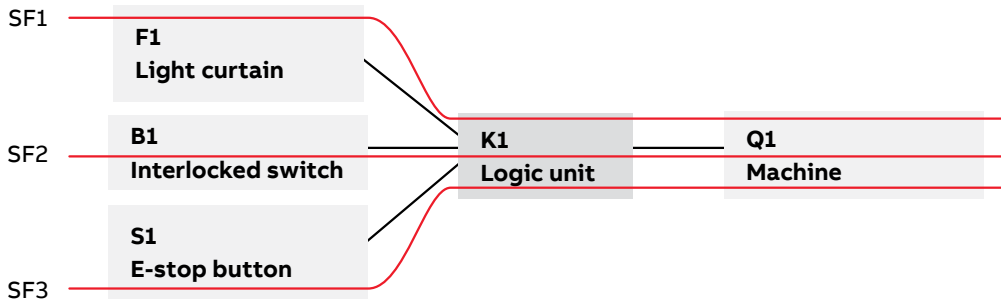 SF1
F1
Light curtain
B1
Interlocked switch
SF2
K1
Logic unit
Q1
Machine
S1
E-stop button
SF3